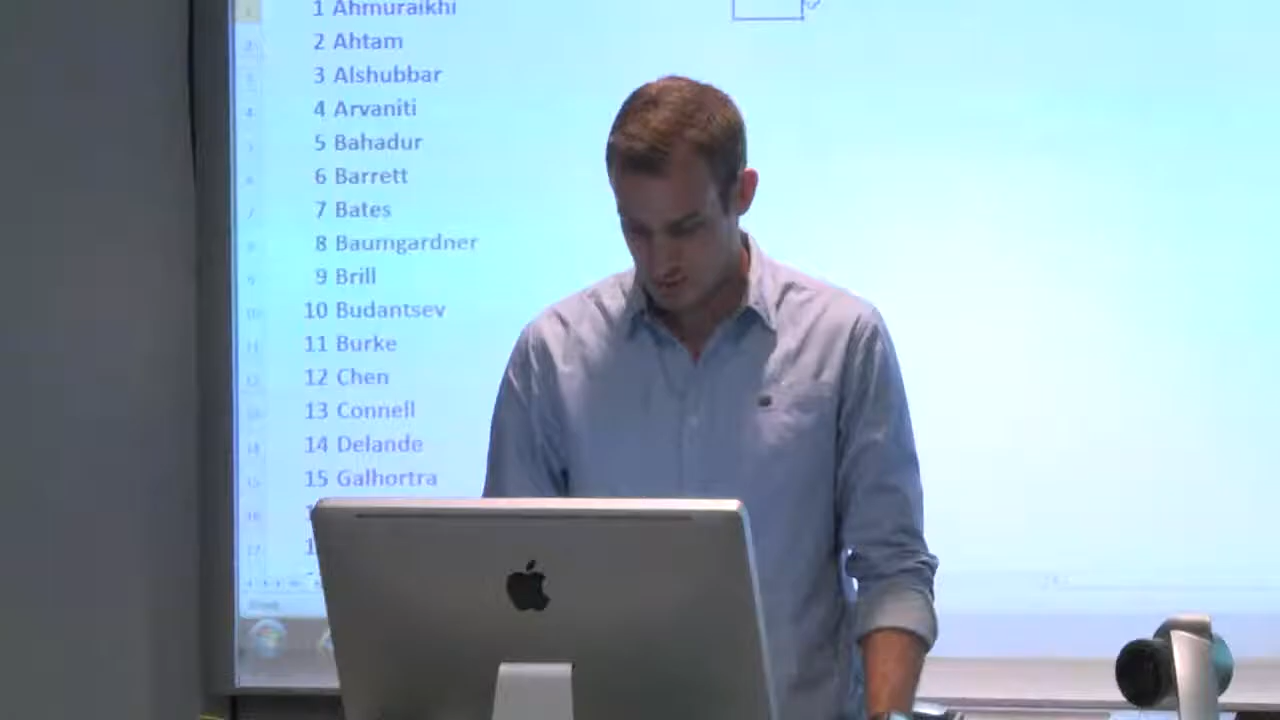 1 Ahmuraikhi
2 Ahtam
3 Alshubbar
4 Arvaniti
5 Bahadur
6 Barrett
7 Bates
8 Baumgardner
9 Brill
10 Budantsev
11 Burke
12 Chen
13 Connell
14 Delande
15 Galhortra